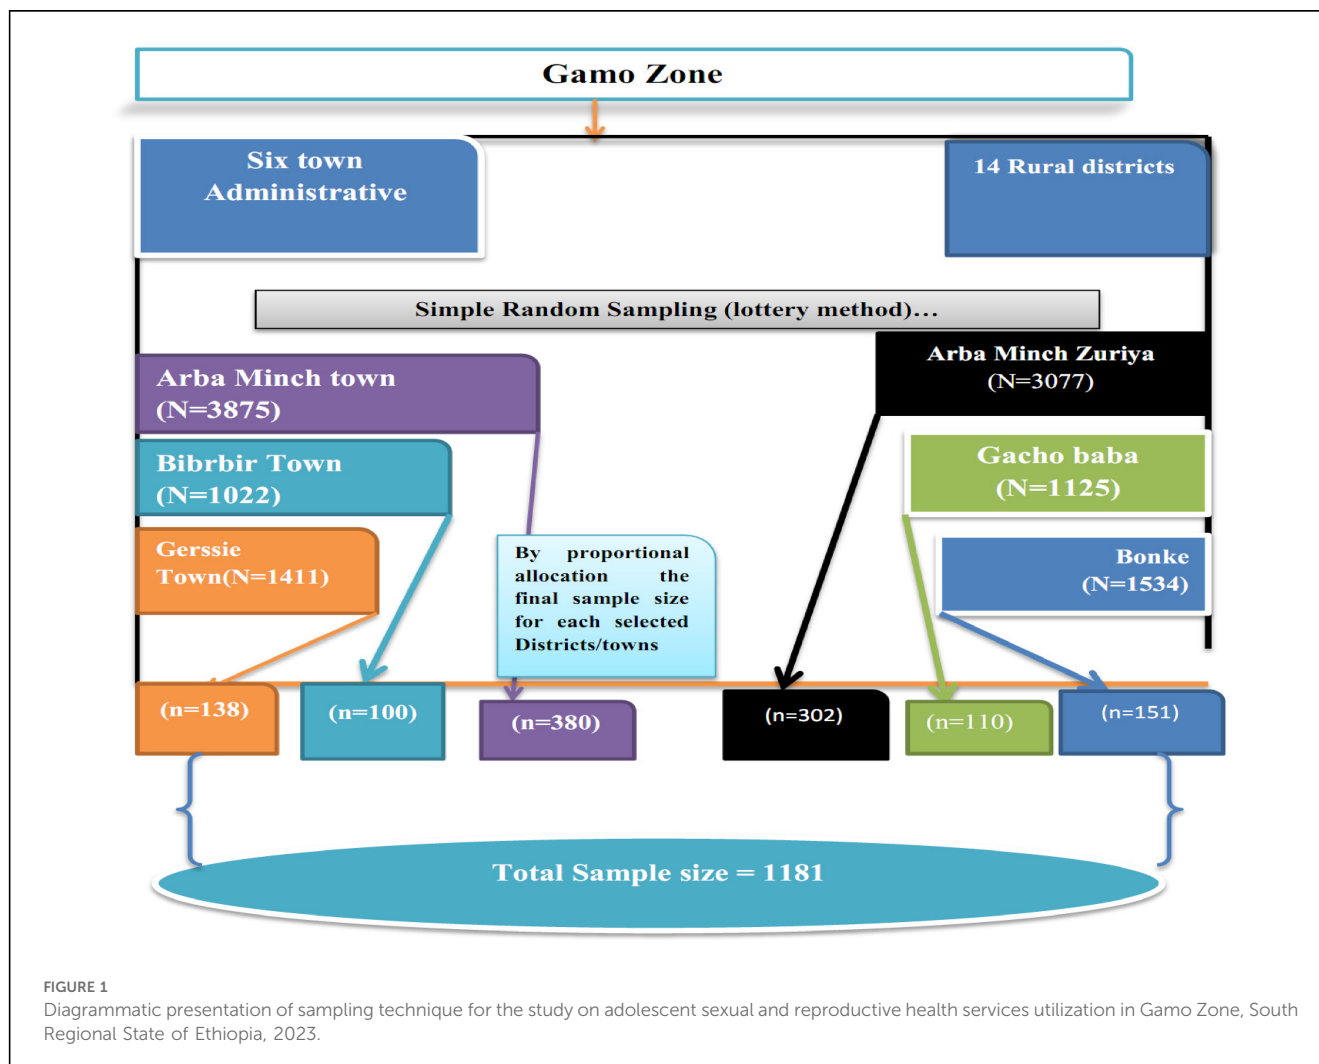 Gamo Zone
Six town
Administrative
14 Rural districts
Simple Random Sampling (lottery method)...
Arba Minch town
(N=3875)
Bibrbir Town
(N=1022)
Gerssie
Town(N=1411)
By proportional
allocation the
final sample size
for each selected
Districts/towns
Arba Minch Zuriya
(N=3077)
Gacho baba
(N=1125)
Bonke
(N=1534)
(n=138)
(n=100)
(n=380)
(n=302)
(n=110)
(n=151)
Total Sample size = 1181
FIGURE 1
Diagrammatic presentation of sampling technique for the study on adolescent sexual and reproductive health services utilization in Gamo Zone, South
Regional State of Ethiopia, 2023.